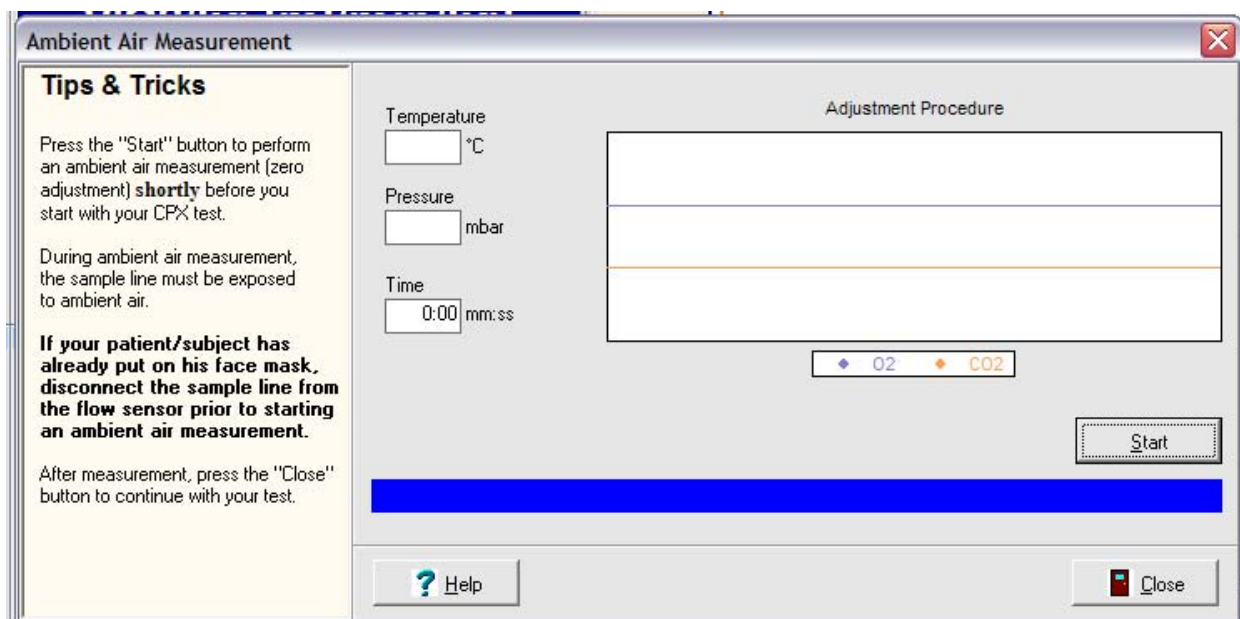 Ambient Air Measurement
Tips & Tricks
Press the "Start" button to perform
an ambient air measurement (zero
adjustment) shortly before you
start with your CPX test.
During ambient air measurement,
the sample line must be exposed
to ambient air.
If your patient/subject has
already put on his face mask,
disconnect the sample line from
the flow sensor prior to starting
an ambient air measurement.
After measurement, press the "Close"
button to continue with your test.
Temperature
°C
Pressure
mbar
Time
0:00 mm:ss
Adjustment Procedure
O2 CO2
Start
Help
Close